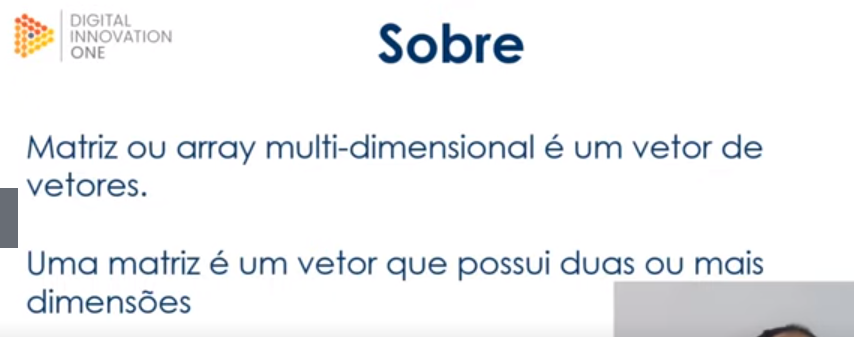 DIGITAL
INNOVATION
ONE
Sobre
Matriz ou array multi-dimensional é um vetor de
vetores.
Uma matriz é um vetor que possui duas ou mais
dimensões